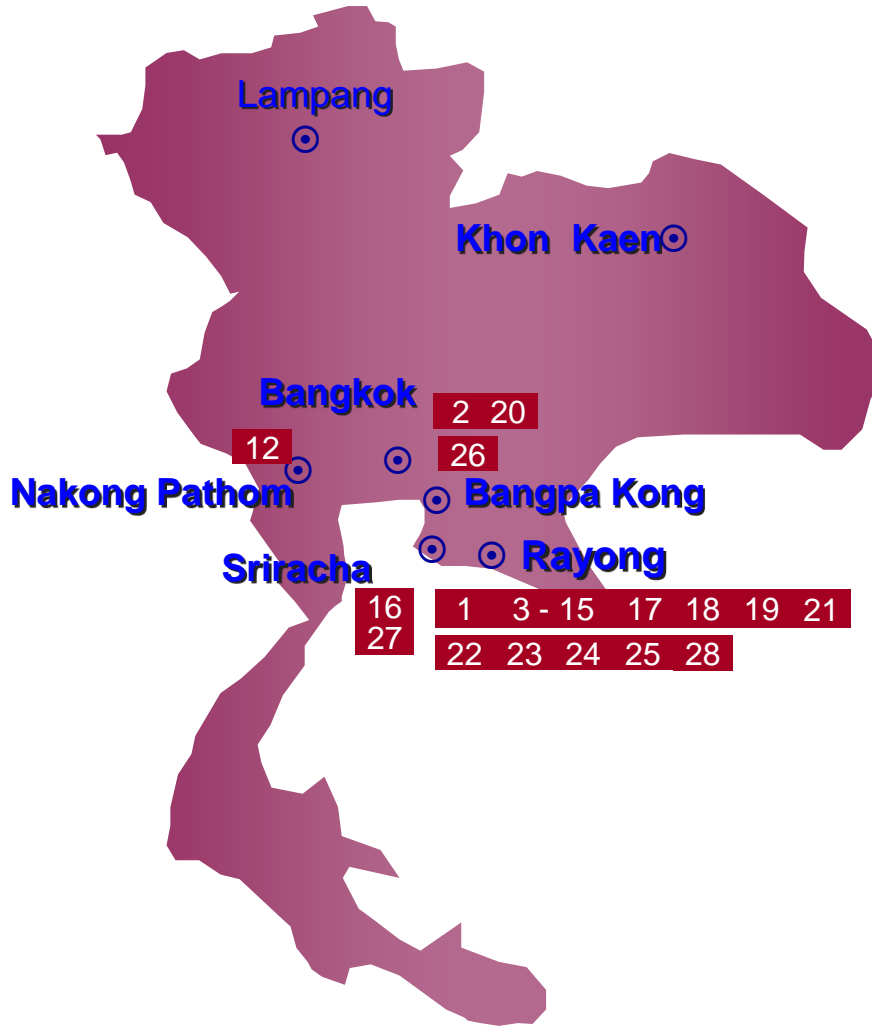 Lampang
Khon Kaen
Bangkok
2 20
12
26
Nakong Pathom
Bangpa Kong
Sriracha
Rayong
16
27
1 3 - 15 17 18 19 21
22 23 24 25 28